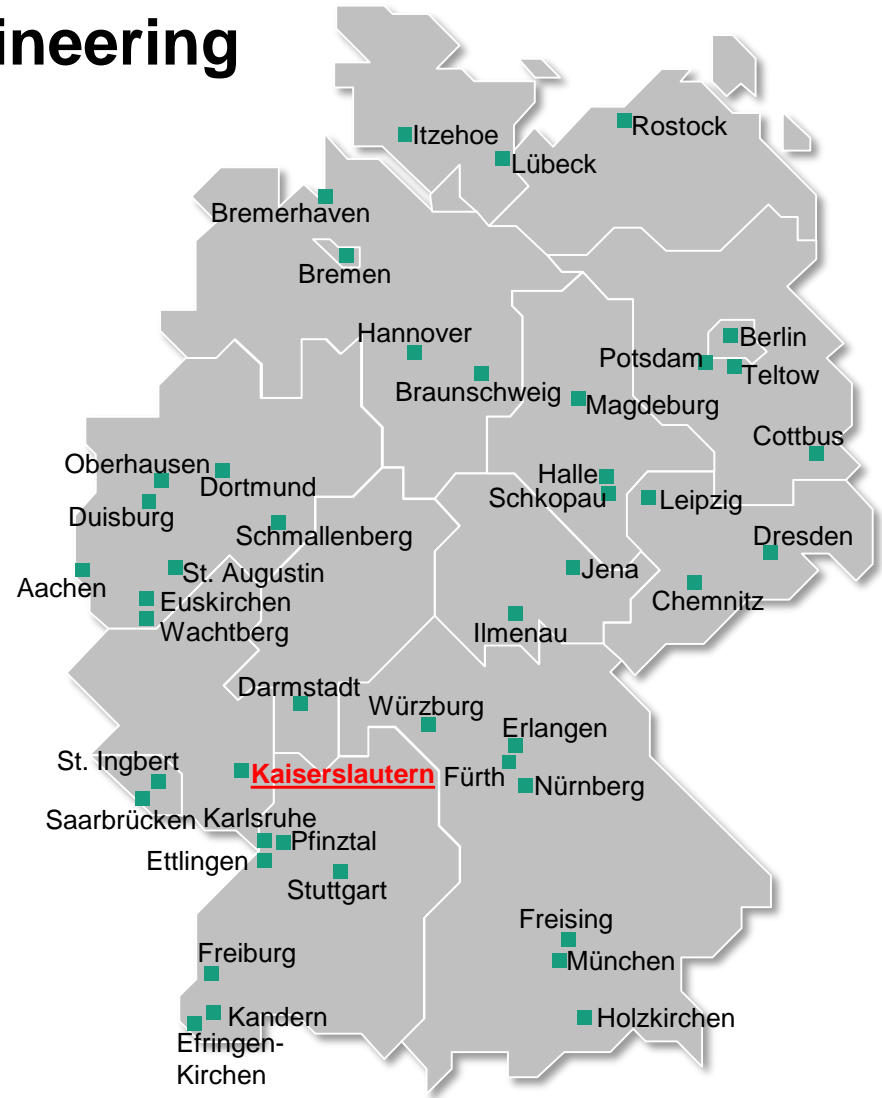 ineering
Itzehoe
Rostock
Lübeck
Bremerhaven
Bremen
Hannover
Berlin
Potsdam
Teltow
Braunschweig
Magdeburg
Cottbus
Oberhausen
Dortmund
Halle
Schkopau
Leipzig
Duisburg
Schmallenberg
Dresden
Aachen
St. Augustin
Jena
Chemnitz
Euskirchen
Wachtberg
Ilmenau
Darmstadt
Würzburg
Erlangen
St. Ingbert
Kaiserslautern
Fürth
Nürnberg
Saarbrücken
Karlsruhe
Pfinztal
Ettlingen
Stuttgart
Freising
Freiburg
München
Kandern
Holzkirchen
Efringen-
Kirchen